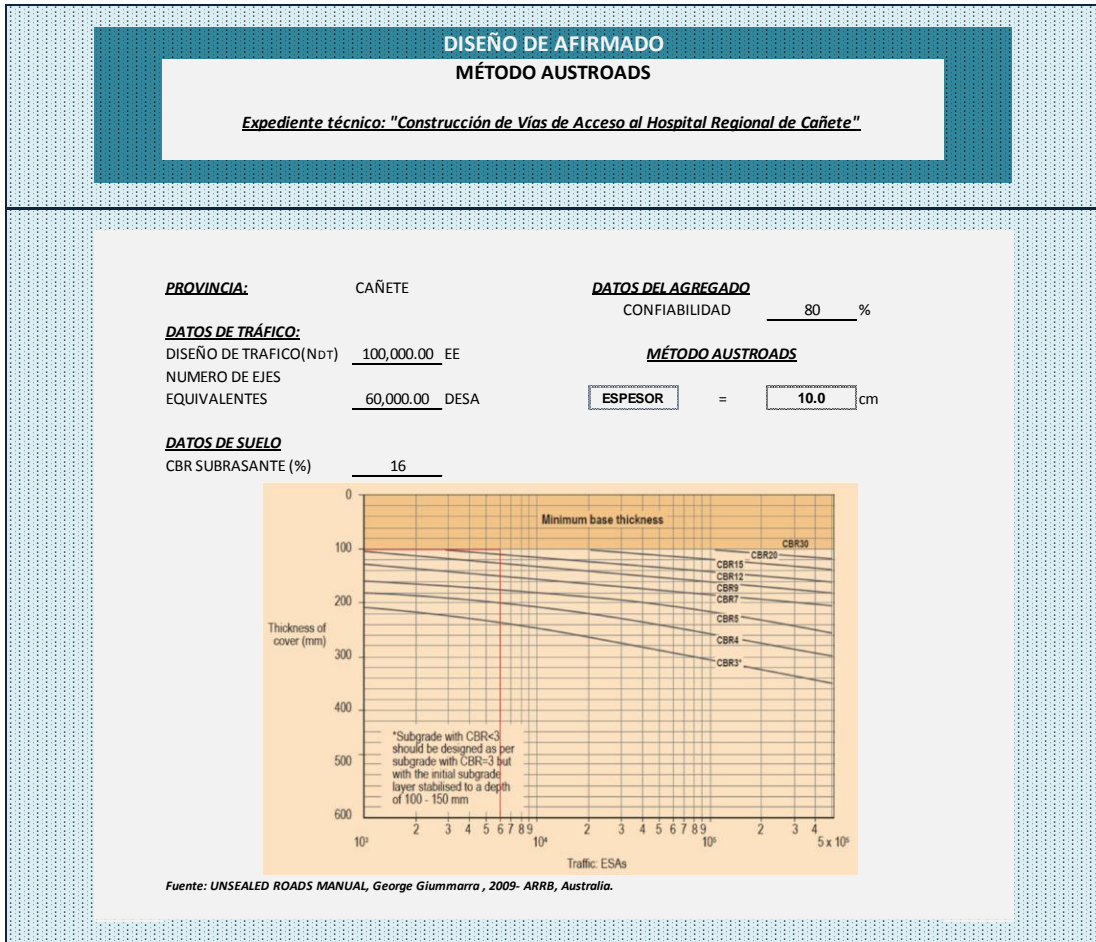 DISEÑO DE AFIRMADO
MÉTODO AUSTROADS
Expediente técnico: "Construcción de Vías de Acceso al Hospital Regional de Cañete"
PROVINCIA: CAÑETE
DATOS DEL AGREGADO
CONFIABILIDAD 80 %
DATOS DE TRÁFICO:
DISEÑO DE TRAFICO(NDT) 100,000.00 EE
MÉTODO AUSTROADS
NUMERO DE EJES
EQUIVALENTES 60,000.00 DESA
ESPESOR = 10.0 cm
DATOS DE SUELO
CBR SUBRASANTE (%) 16
0
Minimum base thickness
100
CBR30
CBR20
CBR15
CBR12
CBR9
200
CBR7
CBR5
Thickness of
cover (mm)
CBR4
300
CBR3*
400
*Subgrade with CBR<3
should be designed as per
subgrade with CBR=3 but
with the initial subgrade
layer stabilised to a depth
of 100 - 150 mm
500
600
2 3 4 5 6 7 8 9 2 3 4 5 6 7 8 9 2 3 4
10³ 10⁴ 10⁵ 5 x 10⁵
Traffic: ESAs
Fuente: UNSEALED ROADS MANUAL, George Giummarra , 2009- ARRB, Australia.